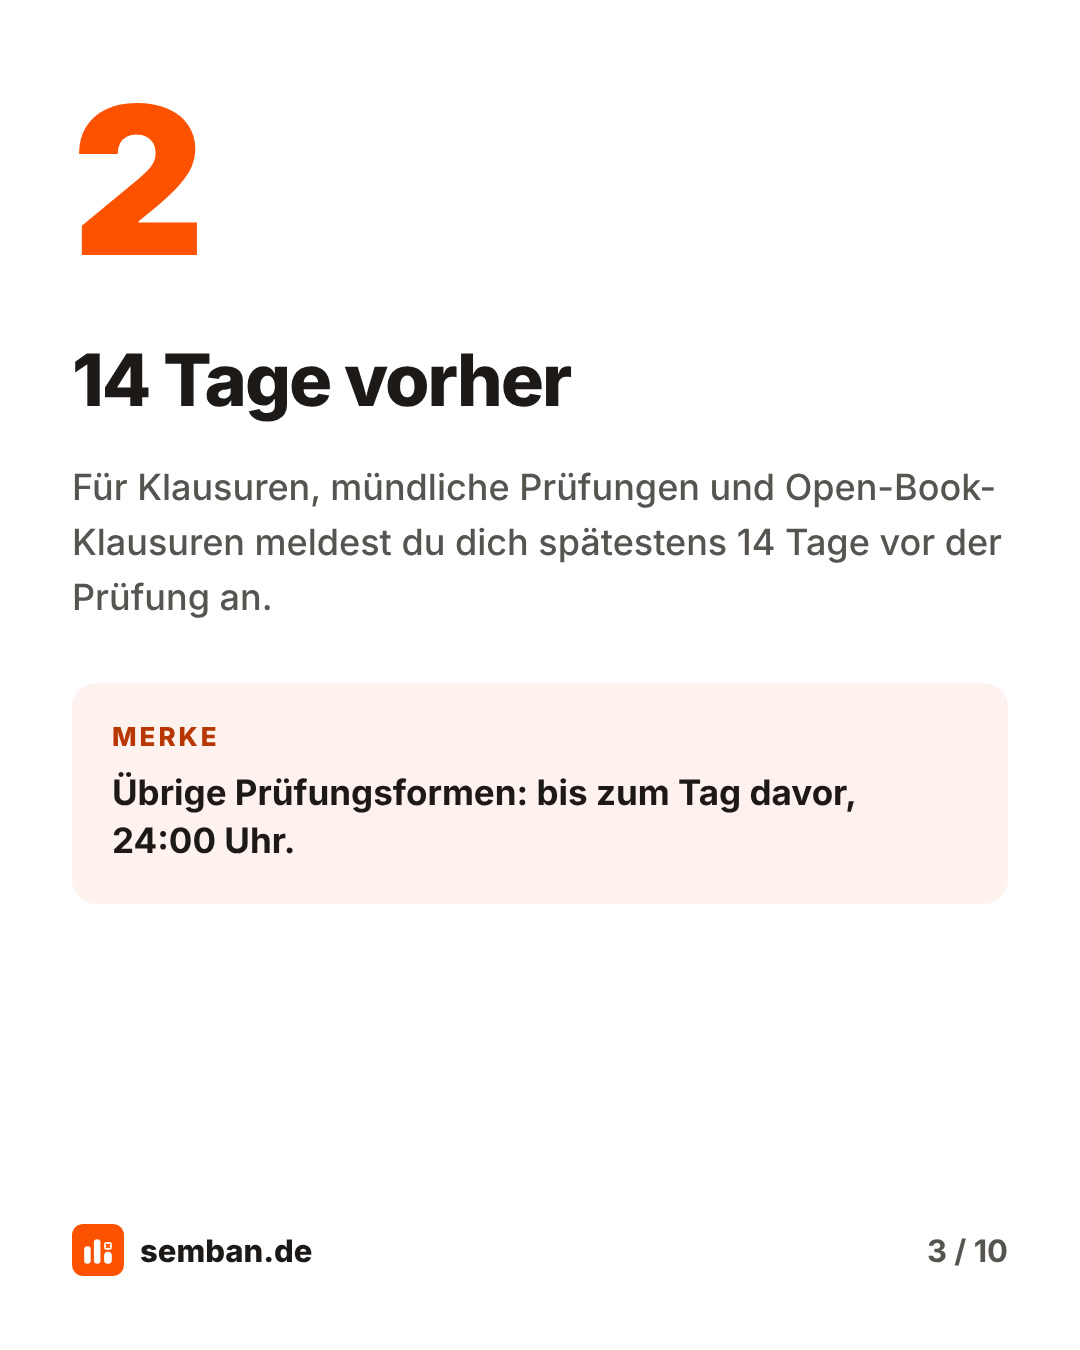 2
14 Tage vorher
Für Klausuren, mündliche Prüfungen und Open-Book-
Klausuren meldest du dich spätestens 14 Tage vor der
Prüfung an.
MERKE
Übrige Prüfungsformen: bis zum Tag davor,
24:00 Uhr.
semban.de
3 / 10